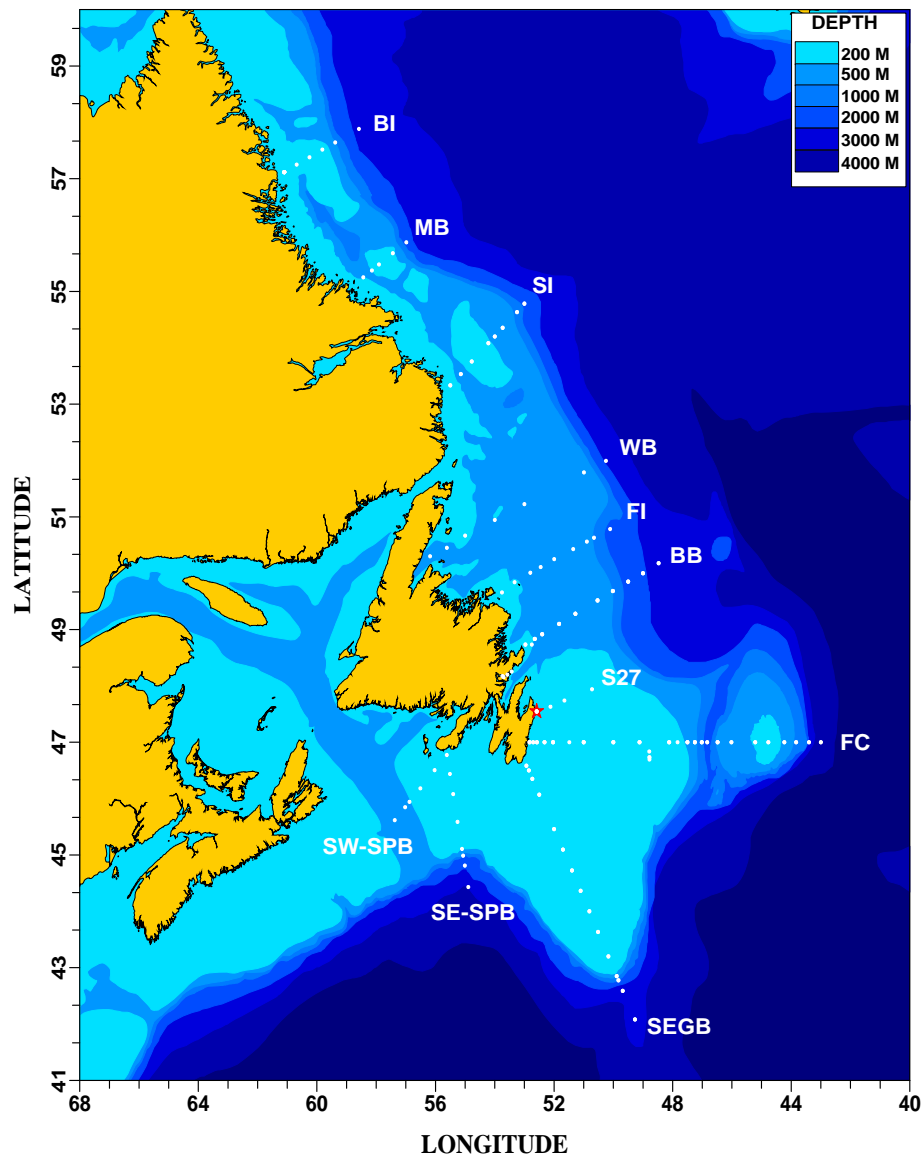 DEPTH
200 M
500 M
1000 M
2000 M
3000 M
4000 M
59
57
55
53
51
49
47
45
43
41
LATITUDE
BI
MB
SI
WB
FI
BB
S27
FC
SW-SPB
SE-SPB
SEGB
68
64
60
56
52
48
44
40
LONGITUDE